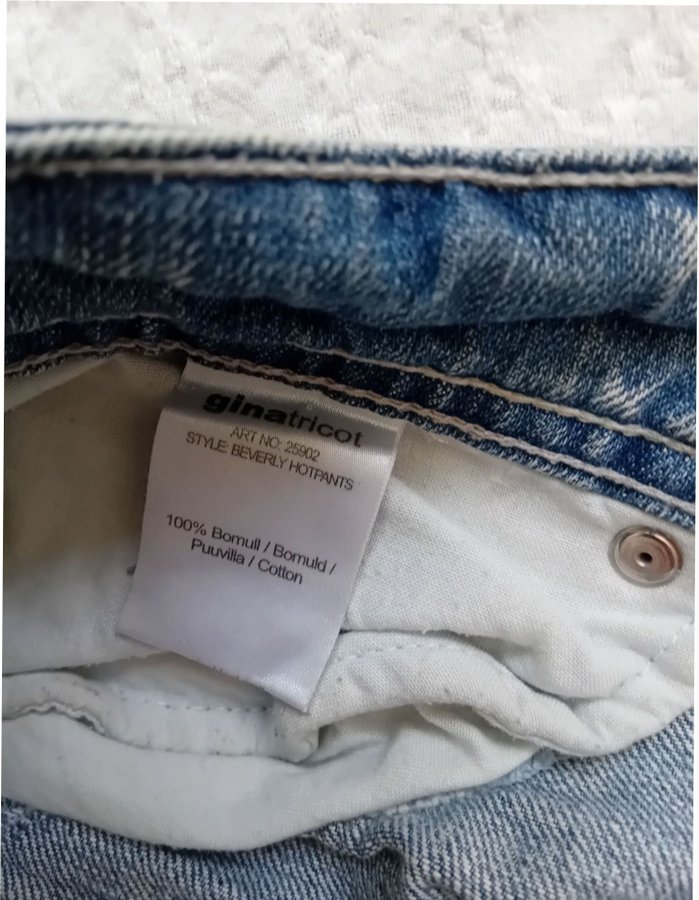 ginatricot
ART NO: 25902
STYLE: BEVERLY HOTPANTS
100% Bomull / Bomuld /
Puuvilla / Cotton